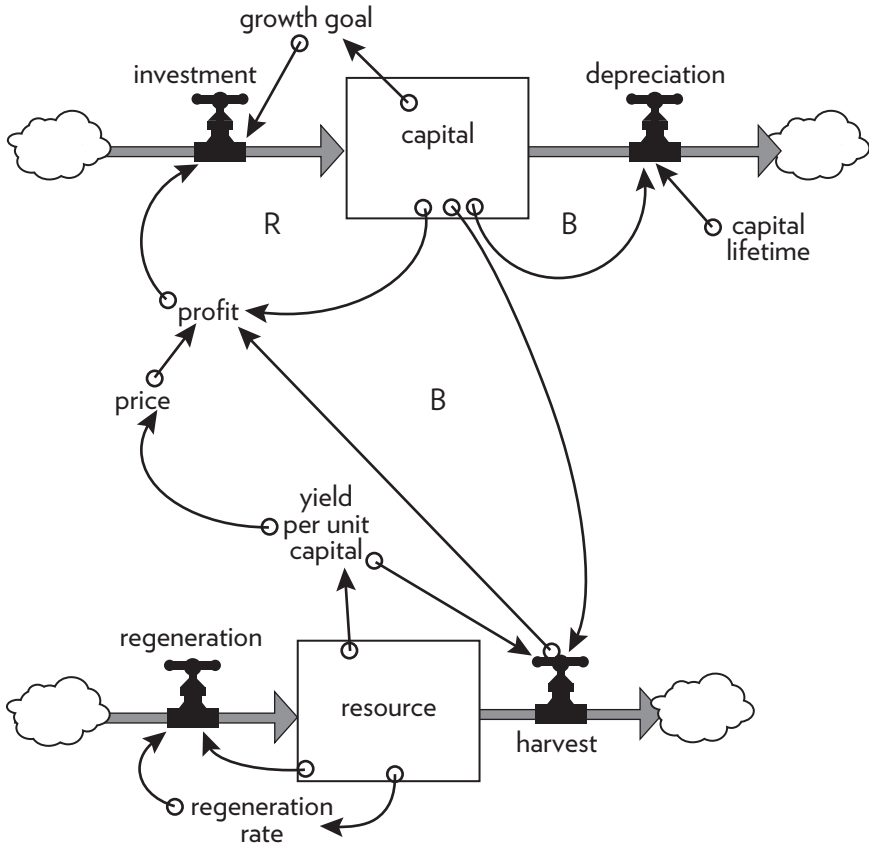 growth goal
investment
depreciation
capital
R
B
capital
lifetime
profit
price
B
yield
per unit
capital
regeneration
resource
harvest
regeneration
rate